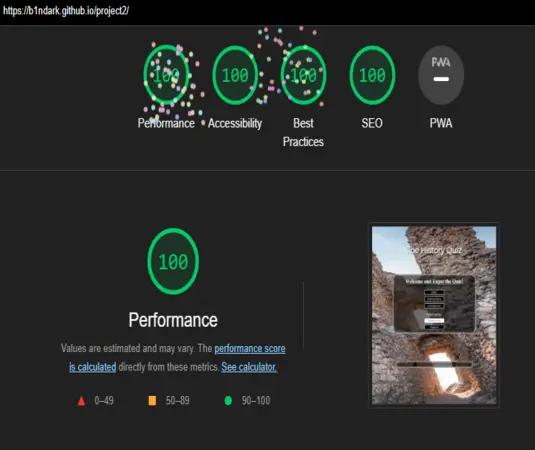 https://b1ndark.github.io/project2/
100 100 100 100 PWA
Performance Accessibility Best Practices SEO PWA
100
Performance
Values are estimated and may vary. The performance score
is calculated directly from these metrics. See calculator.
0–49 50–89 90–100
The History Quiz
Welcome and Enjoy the Quiz!